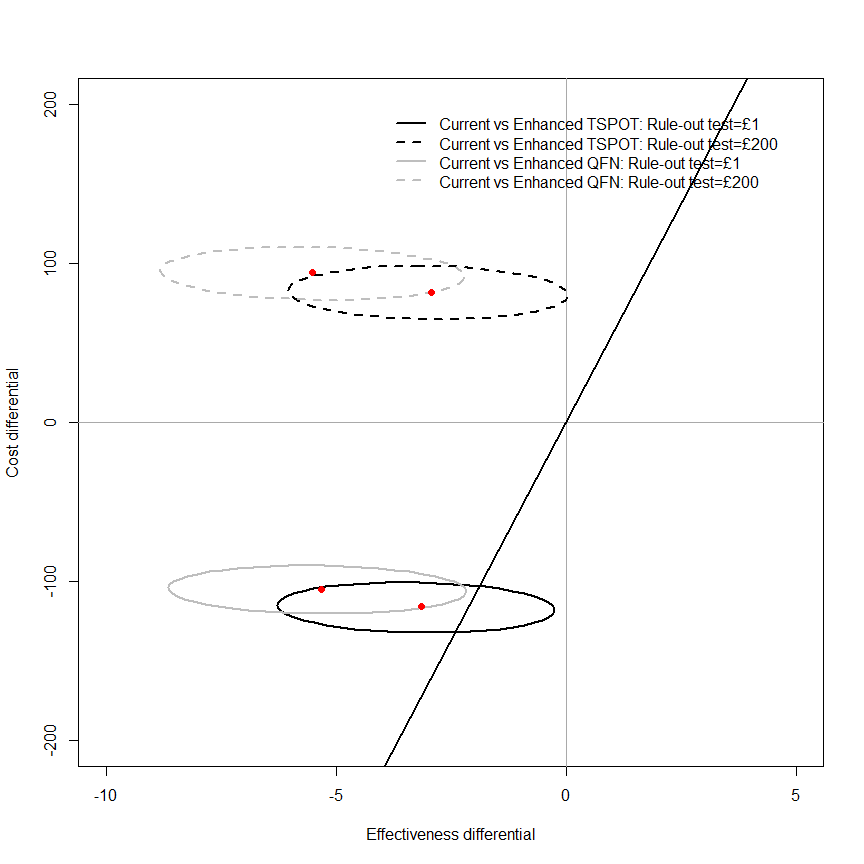 200
Current vs Enhanced TSPOT: Rule-out test=£1
Current vs Enhanced TSPOT: Rule-out test=£200
Current vs Enhanced QFN: Rule-out test=£1
Current vs Enhanced QFN: Rule-out test=£200
100
0
Cost differential
-100
-200
-10 -5 0 5
Effectiveness differential